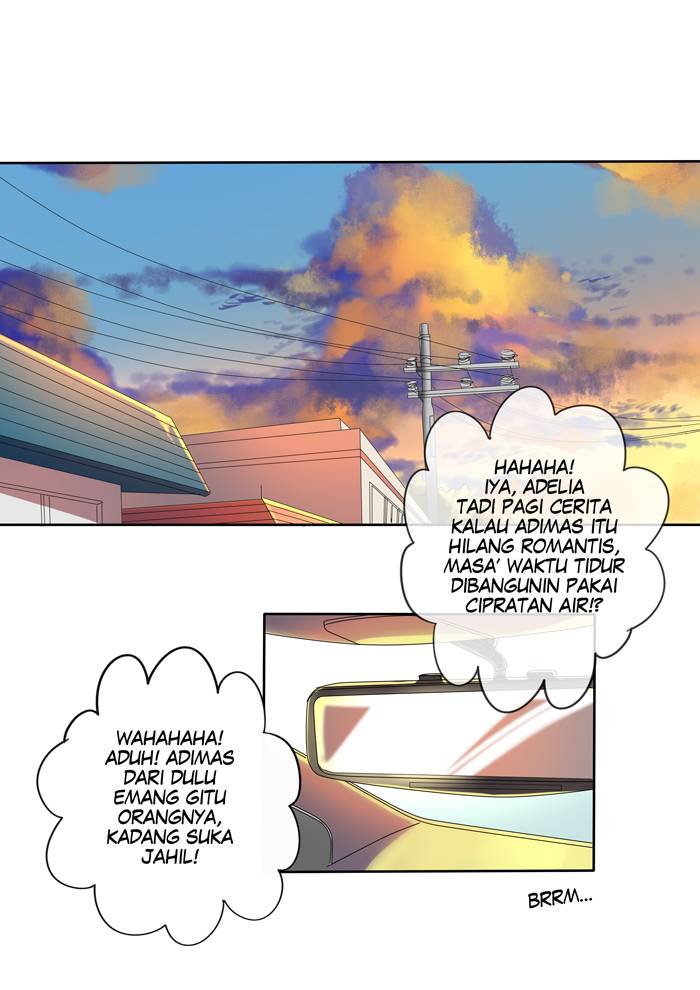 HAHAHA!
IYA, ADELIA
TADI PAGI CERITA
KALAU ADIMAS ITU
HILANG ROMANTIS,
MASA' WAKTU TIDUR
DIBANGUNIN PAKAI
CIPRATAN AIR!?
WAHAHAHA!
ADUH! ADIMAS
DARI DULU
EMANG GITU
ORANGNYA,
KADANG SUKA
JAHIL!
BRRM...